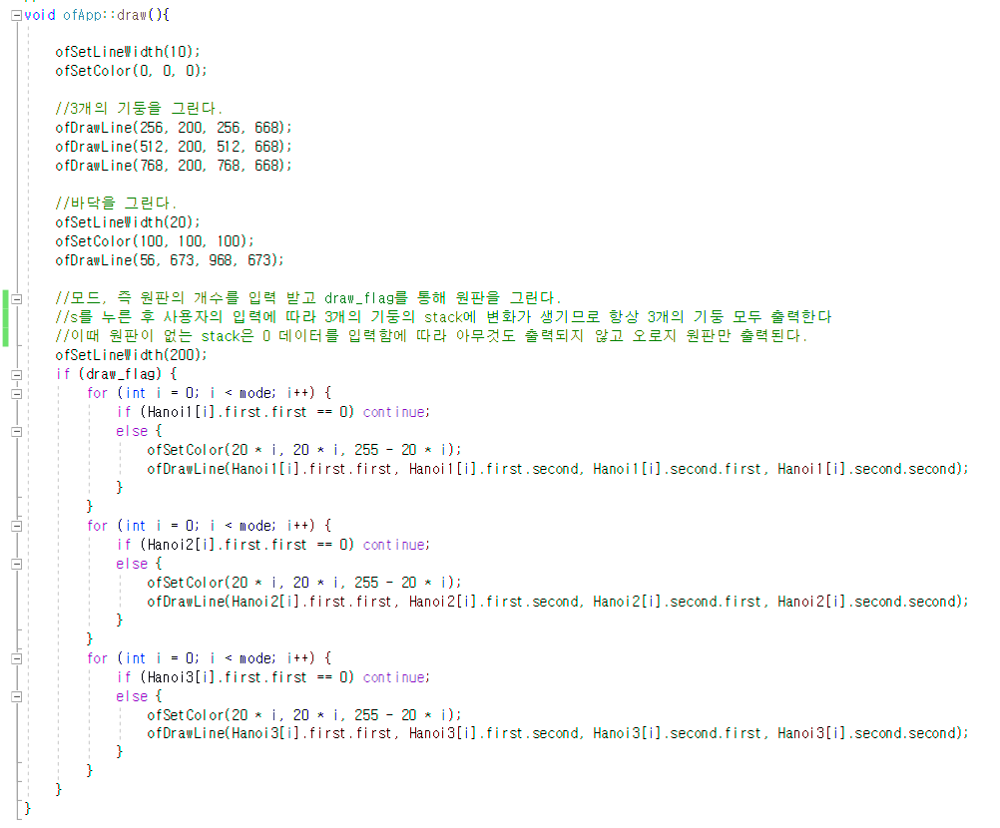 void ofApp::draw(){
ofSetLineWidth(10);
ofSetColor(0, 0, 0);
//3개의 기둥을 그린다.
ofDrawLine(256, 200, 256, 668);
ofDrawLine(512, 200, 512, 668);
ofDrawLine(768, 200, 768, 668);
//바닥을 그린다.
ofSetLineWidth(20);
ofSetColor(100, 100, 100);
ofDrawLine(56, 673, 968, 673);
//모드, 즉 원판의 개수를 입력 받고 draw_flag를 통해 원판을 그린다.
//s를 누른 후 사용자의 입력에 따라 3개의 기둥의 stack에 변화가 생기므로 항상 3개의 기둥 모두 출력한다
//이때 원판이 없는 stack은 0 데이터를 입력함에 따라 아무것도 출력되지 않고 오로지 원판만 출력된다.
ofSetLineWidth(200);
if (draw_flag) {
for (int i = 0; i < mode; i++) {
if (Hanoi1[i].first.first == 0) continue;
else {
ofSetColor(20 * i, 20 * i, 255 - 20 * i);
ofDrawLine(Hanoi1[i].first.first, Hanoi1[i].first.second, Hanoi1[i].second.first, Hanoi1[i].second.second);
}
}
for (int i = 0; i < mode; i++) {
if (Hanoi2[i].first.first == 0) continue;
else {
ofSetColor(20 * i, 20 * i, 255 - 20 * i);
ofDrawLine(Hanoi2[i].first.first, Hanoi2[i].first.second, Hanoi2[i].second.first, Hanoi2[i].second.second);
}
}
for (int i = 0; i < mode; i++) {
if (Hanoi3[i].first.first == 0) continue;
else {
ofSetColor(20 * i, 20 * i, 255 - 20 * i);
ofDrawLine(Hanoi3[i].first.first, Hanoi3[i].first.second, Hanoi3[i].second.first, Hanoi3[i].second.second);
}
}
}
}